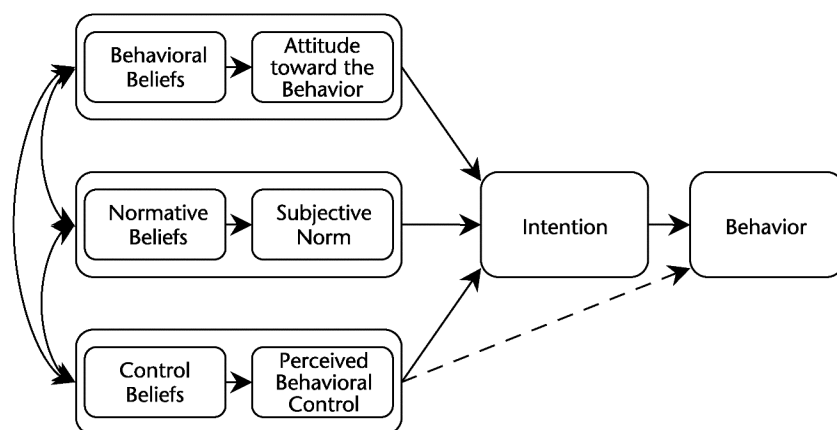 Behavioral
Beliefs
Attitude
toward the
Behavior
Normative
Beliefs
Subjective
Norm
Control
Beliefs
Perceived
Behavioral
Control
Intention
Behavior